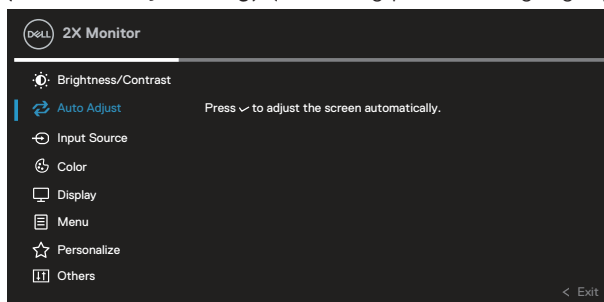 DELL
2X Monitor
Brightness/Contrast
Auto Adjust
Press ✓ to adjust the screen automatically.
Input Source
Color
Display
Menu
Personalize
Others
< Exit